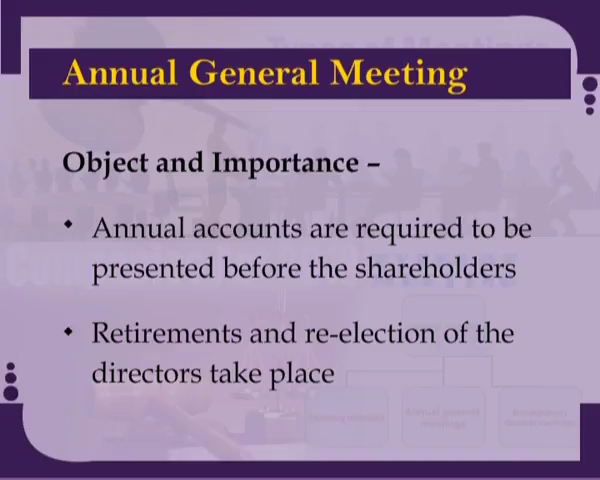 Annual General Meeting
Object and Importance –
• Annual accounts are required to be
presented before the shareholders
• Retirements and re-election of the
directors take place